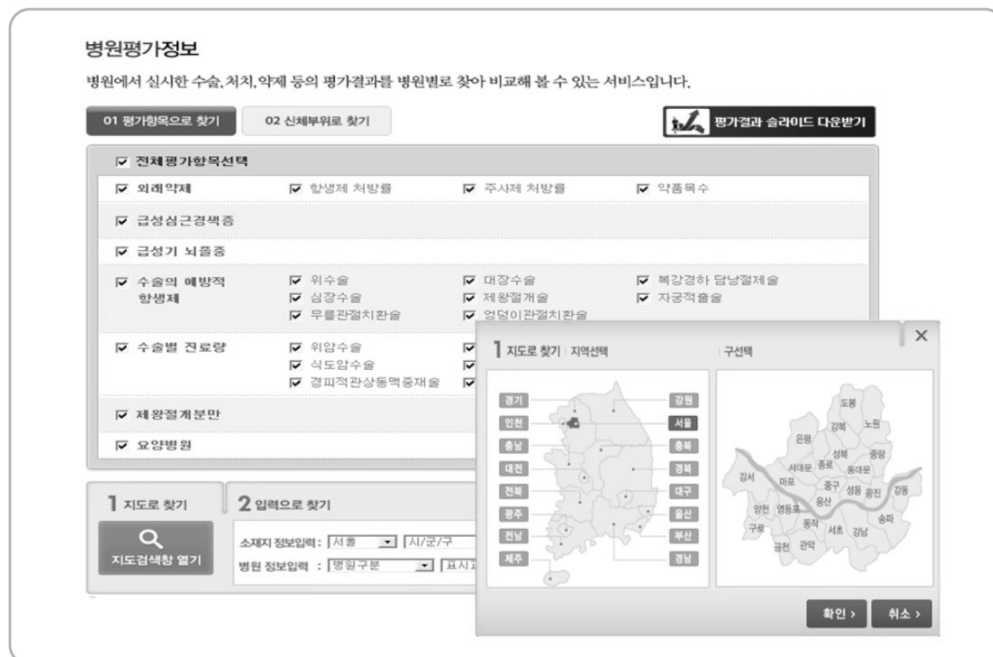 병원평가정보
병원에서 실시한 수술,처치,약제 등의 평가결과를 병원별로 찾아 비교해 볼 수 있는 서비스입니다.
01 평가항목으로 찾기 02 신체부위로 찾기 평가결과 슬라이드 다운받기
전체평가항목선택
외래약제 항생제 처방률 주사제 처방률 약품목수
급성심근경색증
급성기 뇌졸중
수술의 예방적 항생제 위수술 대장수술 복강경하 담낭절제술
심장수술 제왕절개술 자궁적출술
무릎관절치환술 엉덩이관절치환술
수술별 진료량 위암수술
식도암수술
경피적관상동맥중재술
제왕절개분만
요양병원
1 지도로 찾기 2 입력으로 찾기
지도검색창 열기
소재지 정보입력 : 서울 시/군/구
병원 정보입력 : 병원구분 표시
1 지도로 찾기 지역선택 구선택
경기 강원
인천 서울
충남 충북
대전 경북
전북 대구
광주 울산
전남 부산
제주 경남
도봉
강북 노원
은평
성북 중랑
서대문 종로 동대문
강서 마포 중구 성동 광진 강동
용산
양천 영등포
구로 동작 서초 강남 송파
금천 관악
확인 취소